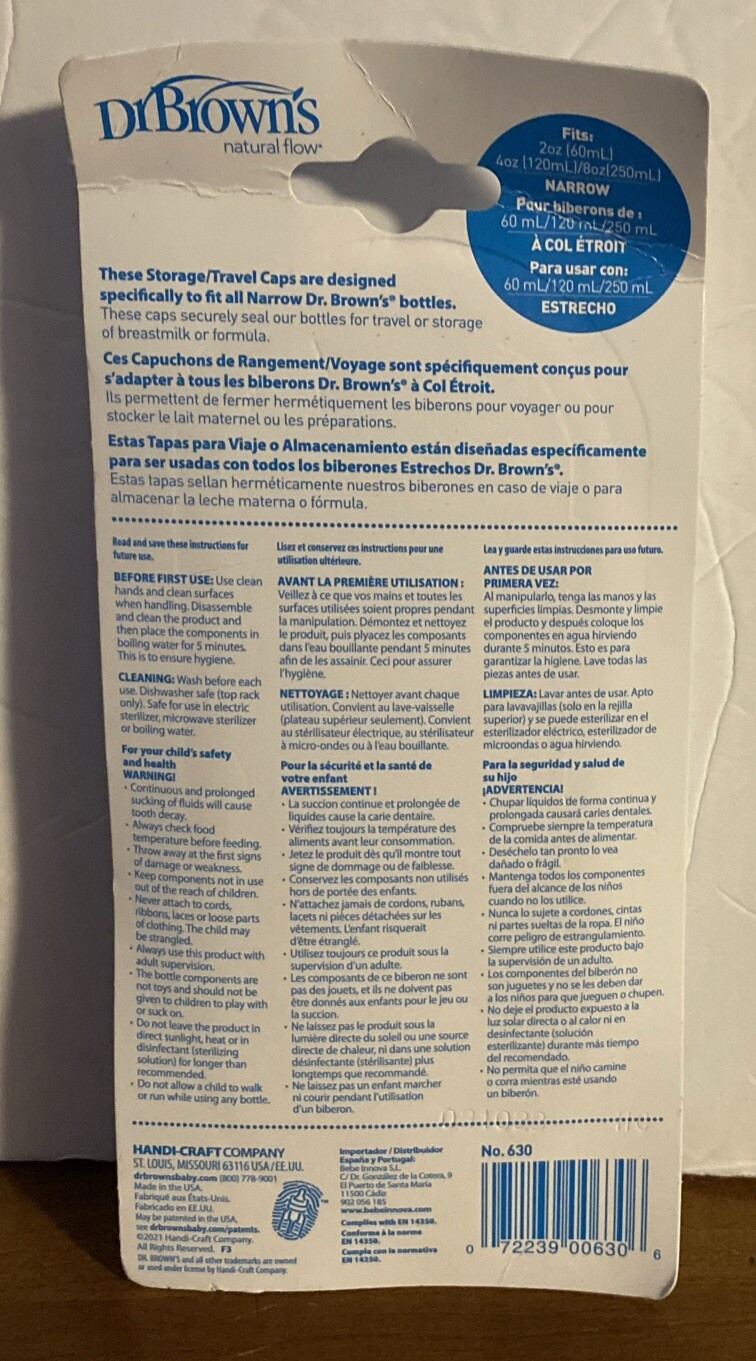 Dr Brown's
natural flow®
Fits:
2oz (60mL)
4oz (120mL)/8oz(250mL)
NARROW
Pour biberons de :
60 mL/120 mL/250 mL
À COL ÉTROIT
Para usar con:
60 mL/120 mL/250 mL
ESTRECHO
These Storage/Travel Caps are designed
specifically to fit all Narrow Dr. Brown's® bottles.
These caps securely seal our bottles for travel or storage
of breastmilk or formula.
Ces Capuchons de Rangement/Voyage sont spécifiquement conçus pour
s'adapter à tous les biberons Dr. Brown's® à Col Étroit.
Ils permettent de fermer hermétiquement les biberons pour voyager ou pour
stocker le lait maternel ou les préparations.
Estas Tapas para Viaje o Almacenamiento están diseñadas específicamente
para ser usadas con todos los biberones Estrechos Dr. Brown's®.
Estas tapas sellan herméticamente nuestros biberones en caso de viaje o para
almacenar la leche materna o fórmula.
Read and save these instructions for
future use.
BEFORE FIRST USE: Use clean
hands and clean surfaces
when handling. Disassemble
and clean the product and
then place the components in
boiling water for 5 minutes.
This is to ensure hygiene.
CLEANING: Wash before each
use. Dishwasher safe (top rack
only). Safe for use in electric
sterilizer, microwave sterilizer
or boiling water.
For your child's safety
and health
WARNING!
• Continuous and prolonged
sucking of fluids will cause
tooth decay.
• Always check food
temperature before feeding.
• Throw away at the first signs
of damage or weakness.
• Keep components not in use
out of the reach of children.
• Never attach to cords,
ribbons, laces or loose parts
of clothing. The child may
be strangled.
• Always use this product with
adult supervision.
• The bottle components are
not toys and should not be
given to children to play with
or suck on.
• Do not leave the product in
direct sunlight, heat or in
disinfectant (sterilizing
solution) for longer than
recommended.
• Do not allow a child to walk
or run while using any bottle.
Lisez et conservez ces instructions pour une
utilisation ultérieure.
AVANT LA PREMIÈRE UTILISATION :
Veillez à ce que vos mains et toutes les
surfaces utilisées soient propres pendant
la manipulation. Démontez et nettoyez
le produit, puis plyacez les composants
dans l'eau bouillante pendant 5 minutes
afin de les assainir. Ceci pour assurer
l'hygiène.
NETTOYAGE : Nettoyer avant chaque
utilisation. Convient au lave-vaisselle
(plateau supérieur seulement). Convient
au stérilisateur électrique, au stérilisateur
à micro-ondes ou à l'eau bouillante.
Pour la sécurité et la santé de
votre enfant
AVERTISSEMENT !
• La succion continue et prolongée de
liquides cause la carie dentaire.
• Vérifiez toujours la température des
aliments avant leur consommation.
• Jetez le produit dès qu'il montre tout
signe de dommage ou de faiblesse.
• Conservez les composants non utilisés
hors de portée des enfants.
• N'attachez jamais de cordons, rubans,
lacets ni pièces détachées sur les
vêtements. L'enfant risquerait
d'être étranglé.
• Utilisez toujours ce produit sous la
supervision d'un adulte.
• Les composants de ce biberon ne sont
pas des jouets, et ils ne doivent pas
être donnés aux enfants pour le jeu ou
la succion.
• Ne laissez pas le produit sous la
lumière directe du soleil ou une source
directe de chaleur, ni dans une solution
désinfectante (stérilisante) plus
longtemps que recommandé.
• Ne laissez pas un enfant marcher
ni courir pendant l'utilisation
d'un biberon.
Lea y guarde estas instrucciones para uso futuro.
ANTES DE USAR POR
PRIMERA VEZ:
Al manipularlo, tenga las manos y las
superficies limpias. Desmonte y limpie
el producto y después coloque los
componentes en agua hirviendo
durante 5 minutos. Esto es para
garantizar la higiene. Lave todas las
piezas antes de usar.
LIMPIEZA: Lavar antes de usar. Apto
para lavavajillas (solo en la rejilla
superior) y se puede esterilizar en el
esterilizador eléctrico, esterilizador de
microondas o agua hirviendo.
Para la seguridad y salud de
su hijo
¡ADVERTENCIA!
• Chupar líquidos de forma continua y
prolongada causará caries dentales.
• Compruebe siempre la temperatura
de la comida antes de alimentar.
• Deséchelo tan pronto lo vea
dañado o frágil.
• Mantenga todos los componentes
fuera del alcance de los niños
cuando no los utilice.
• Nunca lo sujete a cordones, cintas
ni partes sueltas de la ropa. El niño
corre peligro de estrangulamiento.
• Siempre utilice este producto bajo
la supervisión de un adulto.
• Los componentes del biberón no
son juguetes y no se les deben dar
a los niños para que jueguen o chupen.
• No deje el producto expuesto a la
luz solar directa o al calor ni en
desinfectante (solución
esterilizante) durante más tiempo
del recomendado.
• No permita que el niño camine
o corra mientras esté usando
un biberón.
HANDI-CRAFT COMPANY
ST. LOUIS, MISSOURI 63116 USA/EE.UU.
drbrownsbaby.com (800) 778-9001
Made in the USA.
Fabriqué aux États-Unis.
Fabricado en EE.UU.
May be patented in the USA,
see drbrownsbaby.com/patents.
©2021 Handi-Craft Company.
All Rights Reserved. F3
DR. BROWN'S and all other trademarks are owned
or used under license by Handi-Craft Company.
Importador / Distribuidor
España y Portugal:
Bebe Innova S.L.
C/ Dr. González de la Cotera, 9
El Puerto de Santa María
11500 Cádiz
902 056 185
www.bebeinnova.com
Complies with EN 14350.
Conforme à la norme
EN 14350.
Cumple con la normativa
EN 14350.
No. 630
0 72239 00630 6